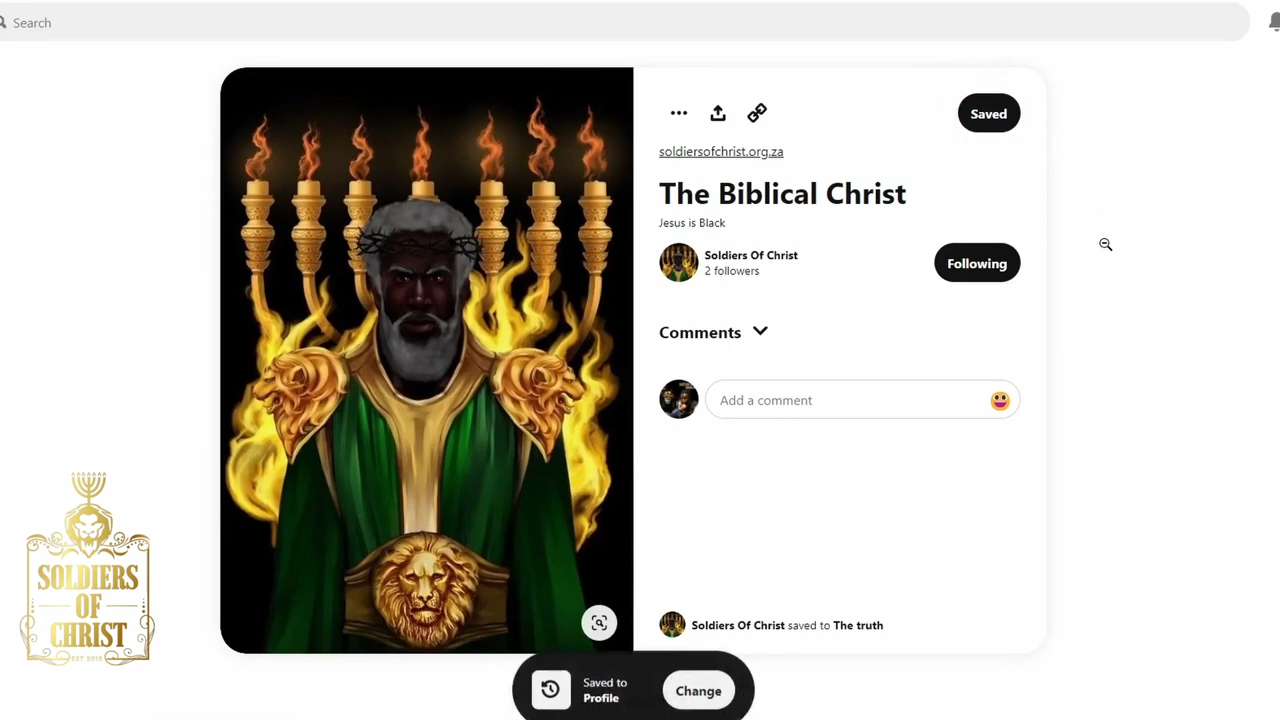 Search
Saved
soldiersofchrist.org.za
The Biblical Christ
Jesus is Black
Soldiers Of Christ
2 followers
Following
Comments
Add a comment
Soldiers Of Christ saved to The truth
Saved to
Profile
Change
SOLDIERS
OF
CHRIST